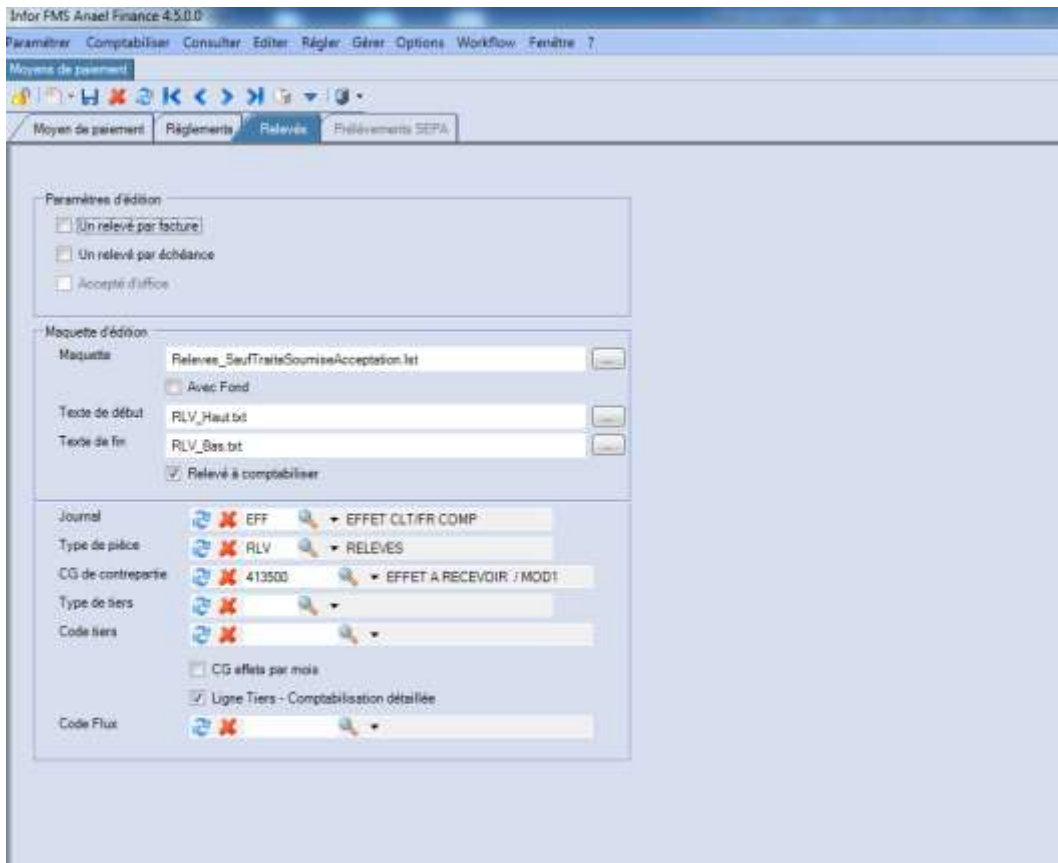 Infor FMS Anael Finance 4.5.0.0
Paramétrer Comptabiliser Consulter Editer Régler Gérer Options Workflow Fenêtre ?
Moyens de paiement
Moyen de paiement Règlements Relevés Prélèvements SEPA
Paramètres d'édition
Un relevé par facture
Un relevé par échéance
Accepté d'office
Maquette d'édition
Maquette Releves_SaufTraiteSoumiseAcceptation.lst ...
Avec Fond
Texte de début RLV_Haut.txt ...
Texte de fin RLV_Bas.txt ...
Relevé à comptabiliser
Journal EFF EFFET CLT/FR COMP
Type de pièce RLV RELEVES
CG de contrepartie 413500 EFFET A RECEVOIR / MOD1
Type de tiers
Code tiers
CG effets par mois
Ligne Tiers - Comptabilisation détaillée
Code Flux